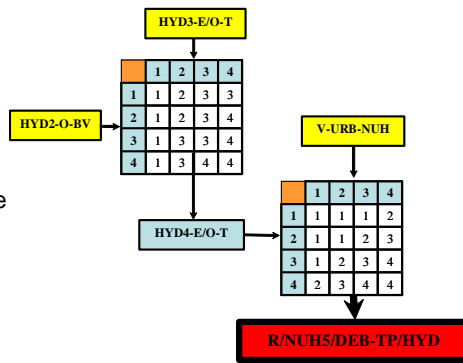 HYD3-E/O-T
1 2 3 4
1 1 2 3 3
2 1 2 3 4
3 1 3 3 4
4 1 3 4 4
HYD2-O-BV
V-URB-NUH
e
HYD4-E/O-T
1 2 3 4
1 1 1 1 2
2 1 1 2 3
3 1 2 3 4
4 2 3 4 4
R/NUH5/DEB-TP/HYD